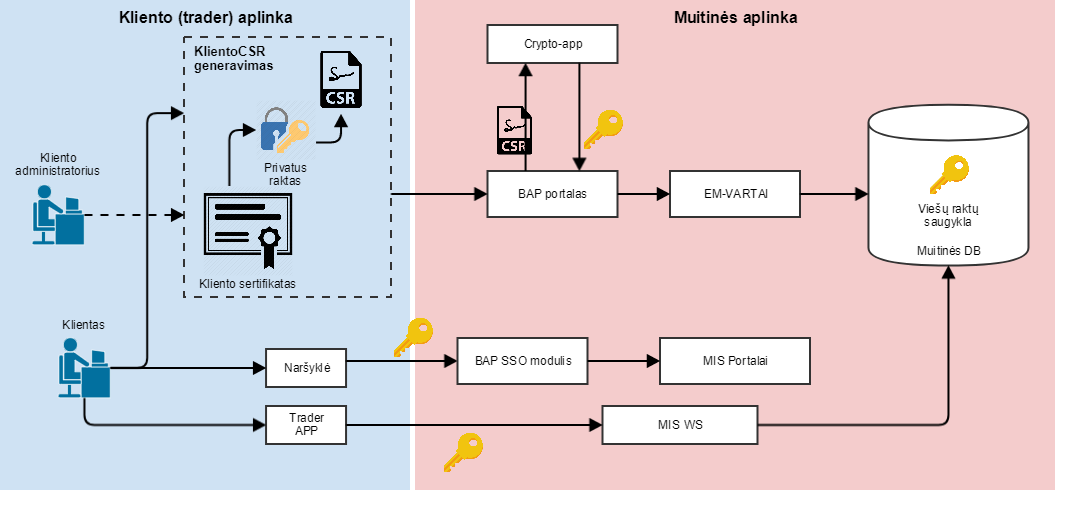 Kliento (trader) aplinka
Muitinės aplinka
KlientoCSR
generavimas
CSR
Privatus
raktas
Kliento sertifikatas
Kliento
administratorius
Klientas
Naršyklė
Trader
APP
Crypto-app
CSR
BAP portalas
EM-VARTAI
Viešų raktų
saugykla
Muitinės DB
BAP SSO modulis
MIS Portalai
MIS WS